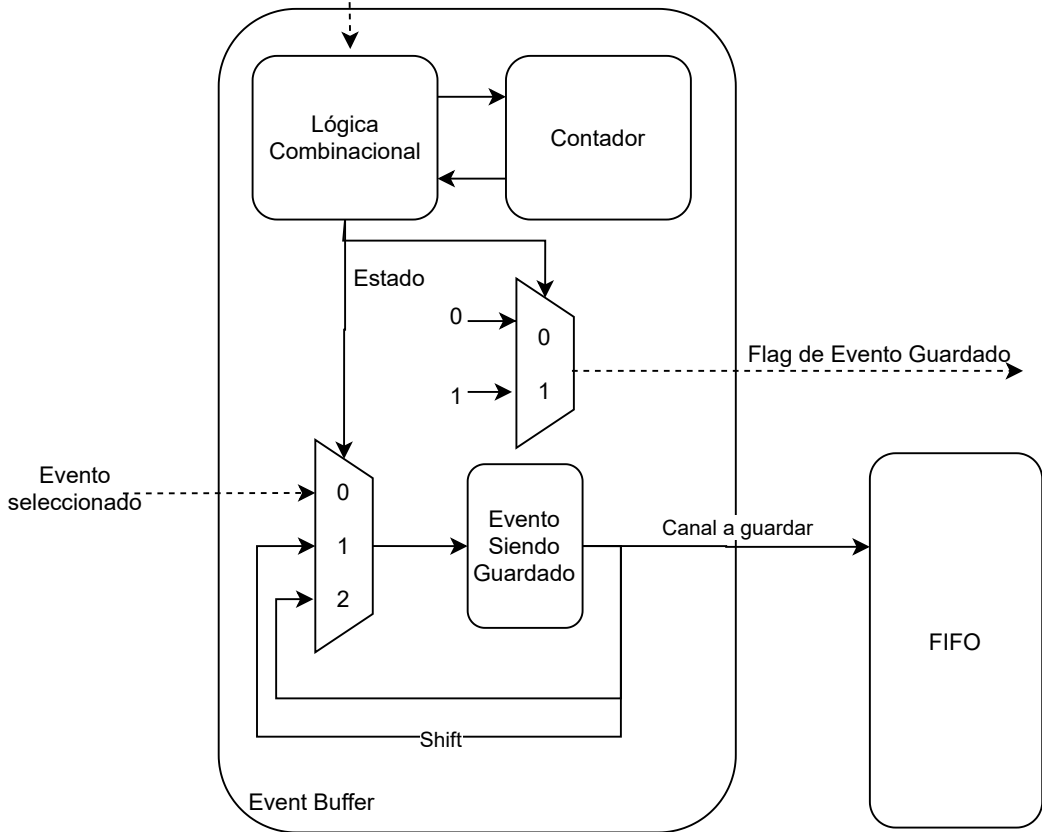 Lógica
Combinacional
Contador
Estado
0
0
1
1
Flag de Evento Guardado
Evento
seleccionado
0
1
2
Evento
Siendo
Guardado
Canal a guardar
FIFO
Shift
Event Buffer